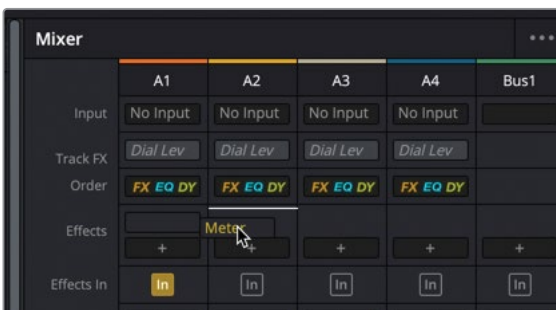 Mixer
A1 A2 A3 A4 Bus1
Input No Input No Input No Input No Input
Track FX Dial Lev Dial Lev Dial Lev Dial Lev
Order FX EQ DY FX EQ DY FX EQ DY FX EQ DY
Effects Meter
+ + + + +
Effects In In In In In In